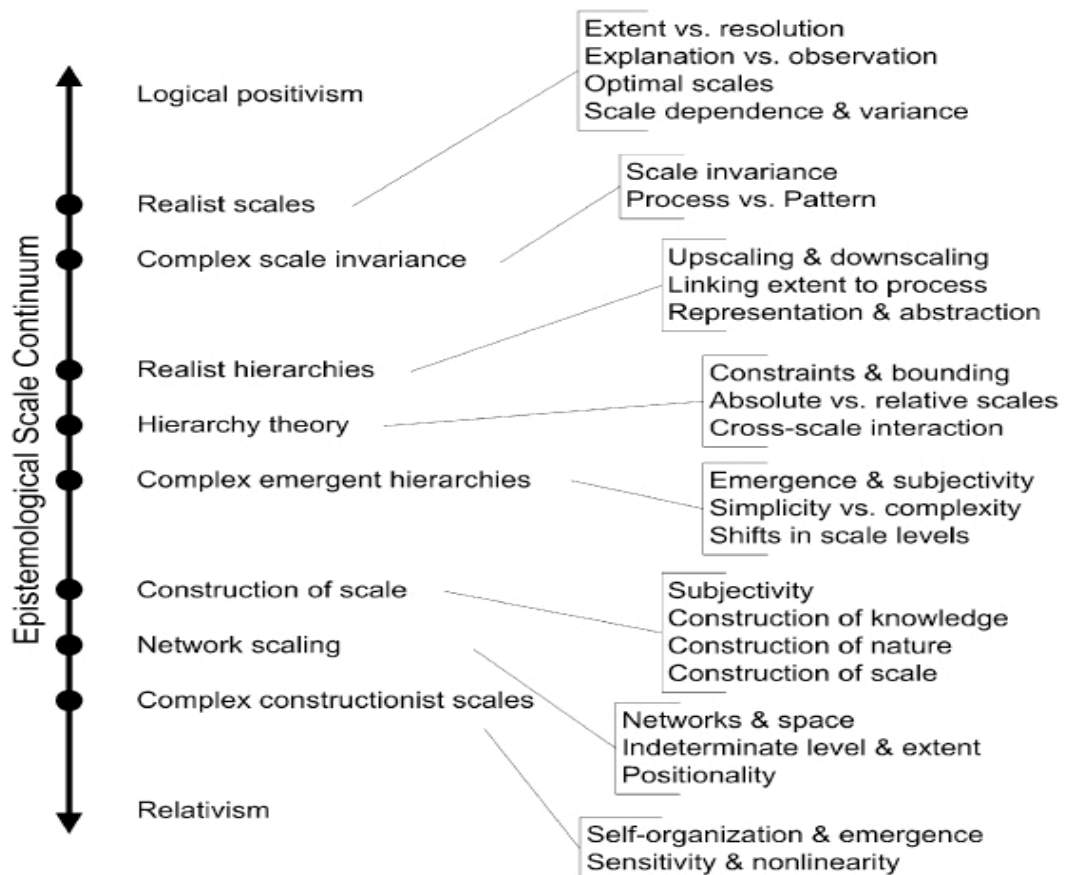 Epistemological Scale Continuum
Logical positivism
Realist scales
Extent vs. resolution
Explanation vs. observation
Optimal scales
Scale dependence & variance
Complex scale invariance
Scale invariance
Process vs. Pattern
Realist hierarchies
Upscaling & downscaling
Linking extent to process
Representation & abstraction
Hierarchy theory
Constraints & bounding
Absolute vs. relative scales
Cross-scale interaction
Complex emergent hierarchies
Emergence & subjectivity
Simplicity vs. complexity
Shifts in scale levels
Construction of scale
Subjectivity
Construction of knowledge
Construction of nature
Construction of scale
Network scaling
Networks & space
Indeterminate level & extent
Positionality
Complex constructionist scales
Self-organization & emergence
Sensitivity & nonlinearity
Relativism